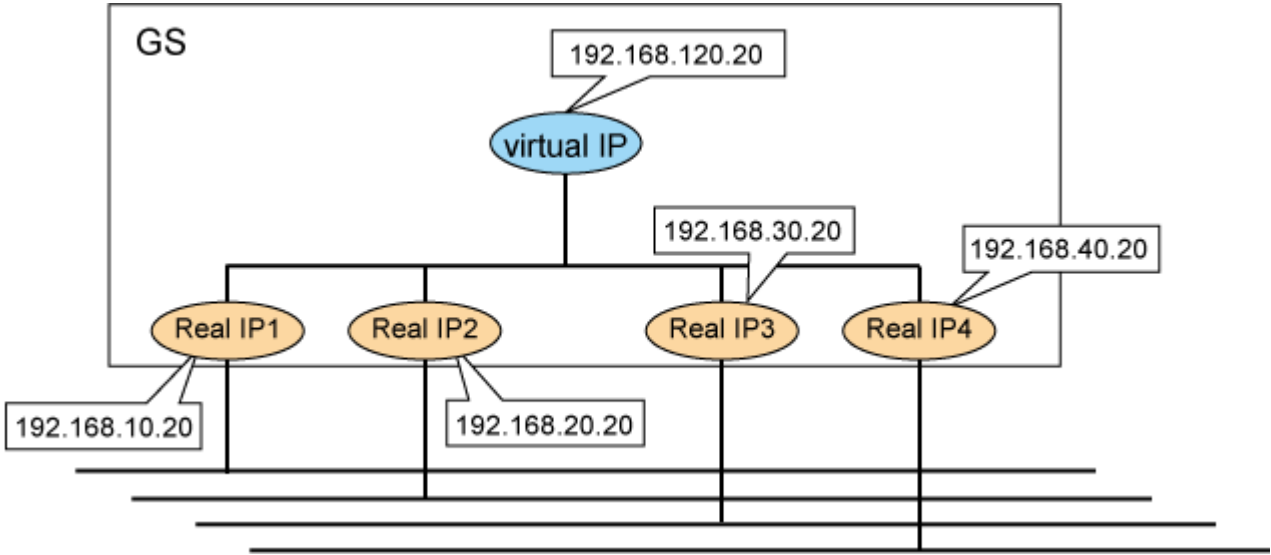 GS
192.168.120.20
virtual IP
192.168.30.20
192.168.40.20
Real IP1
Real IP2
Real IP3
Real IP4
192.168.10.20
192.168.20.20